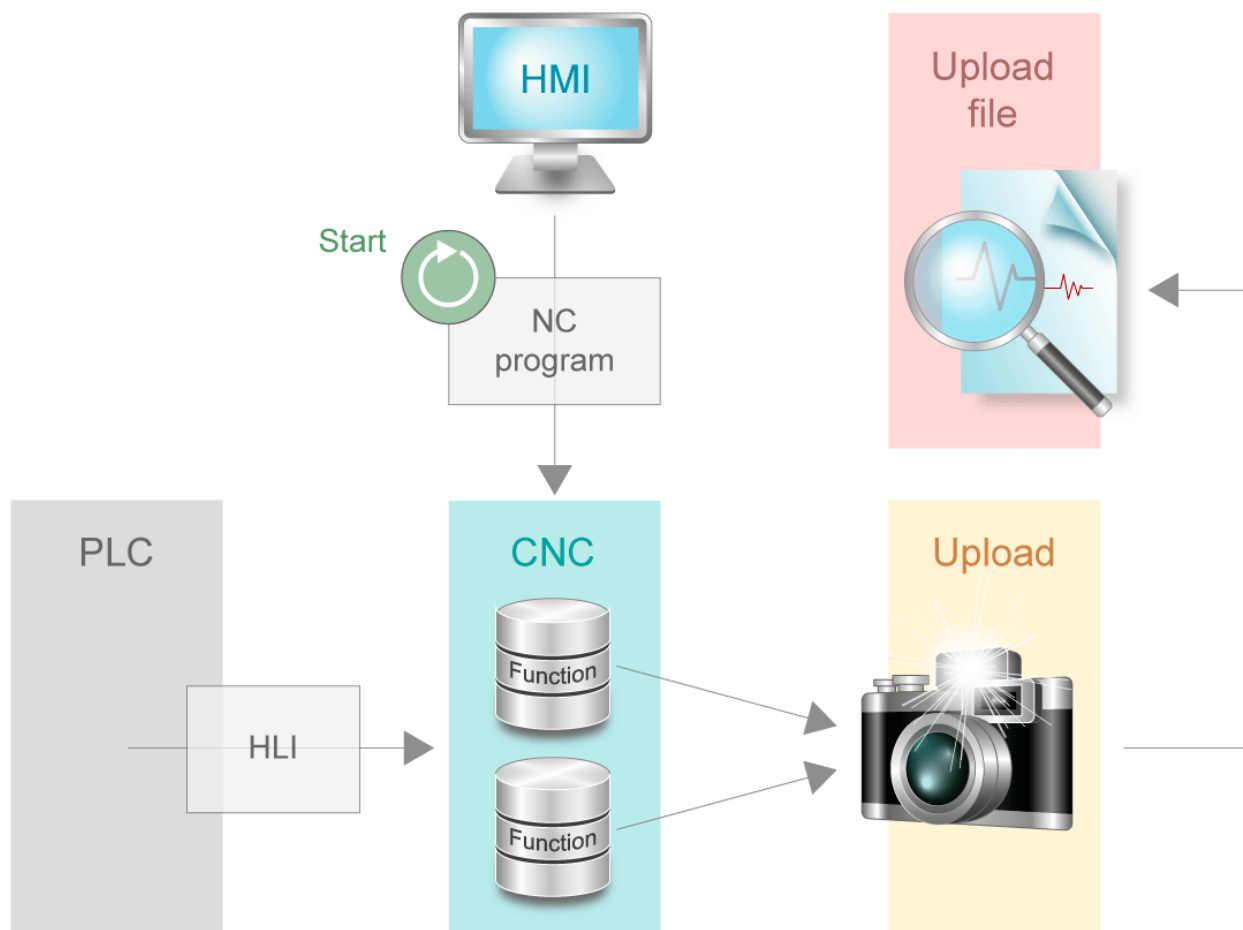 HMI
Upload
file
Start
NC
program
PLC
CNC
Upload
Function
HLI
Function